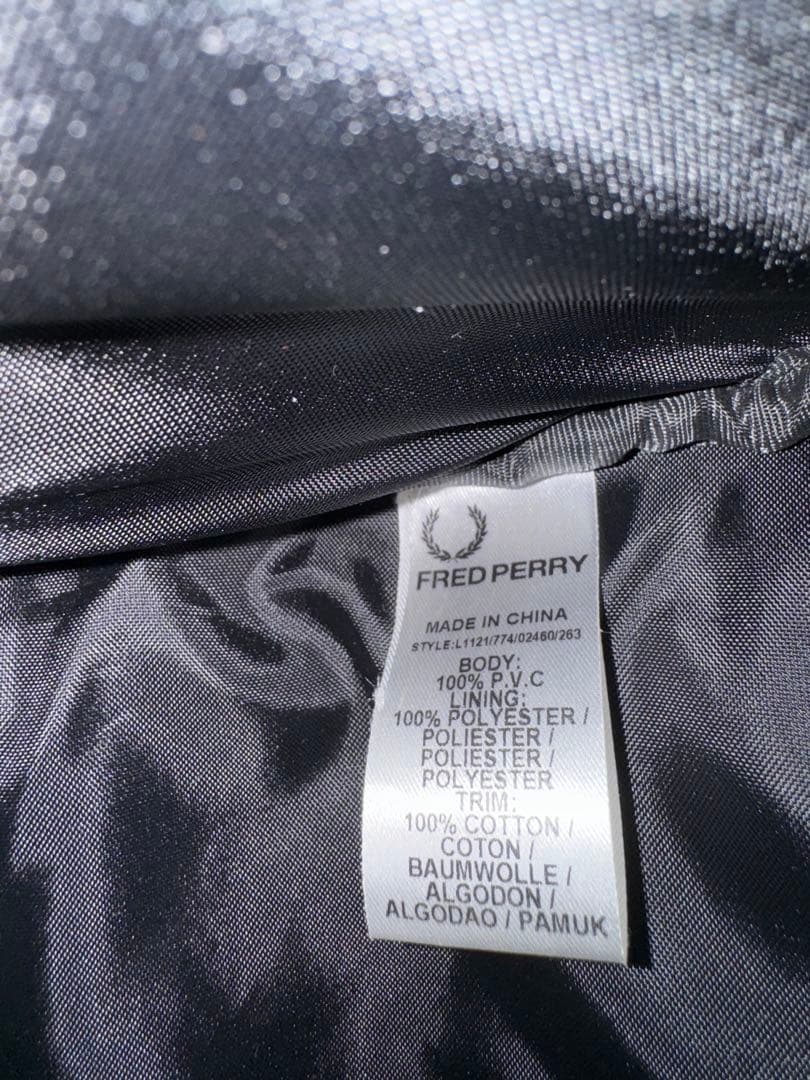 FRED PERRY
MADE IN CHINA
STYLE:L1121/774/02460/263
BODY:
100% P.V.C
LINING:
100% POLYESTER /
POLIESTER /
POLIESTER /
POLYESTER
TRIM:
100% COTTON /
COTON /
BAUMWOLLE /
ALGODON /
ALGODAO / PAMUK